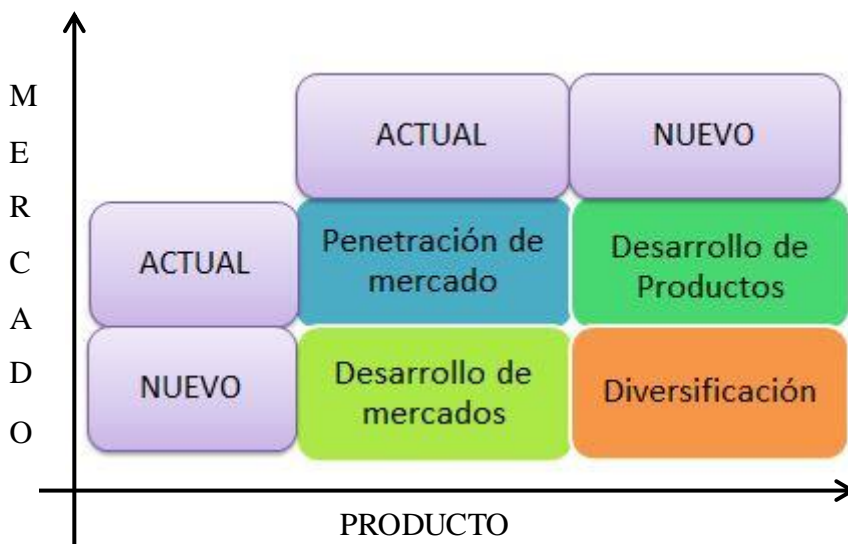 M
E
R
C
A
D
O
ACTUAL
NUEVO
ACTUAL
Penetración de
mercado
Desarrollo de
Productos
NUEVO
Desarrollo de
mercados
Diversificación
PRODUCTO